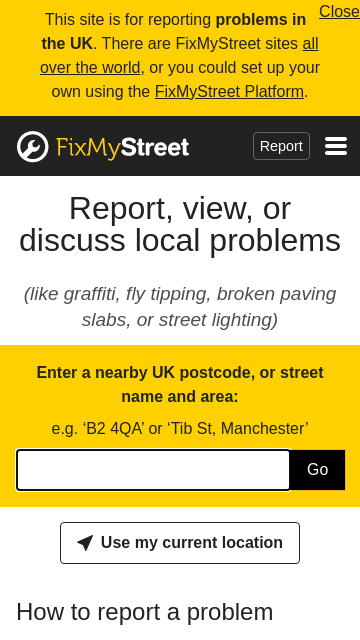 This site is for reporting problems in Close
the UK. There are FixMyStreet sites all
over the world, or you could set up your
own using the FixMyStreet Platform.
FixMyStreet Report
Report, view, or
discuss local problems
(like graffiti, fly tipping, broken paving
slabs, or street lighting)
Enter a nearby UK postcode, or street
name and area:
e.g. ‘B2 4QA’ or ‘Tib St, Manchester’
Go
Use my current location
How to report a problem